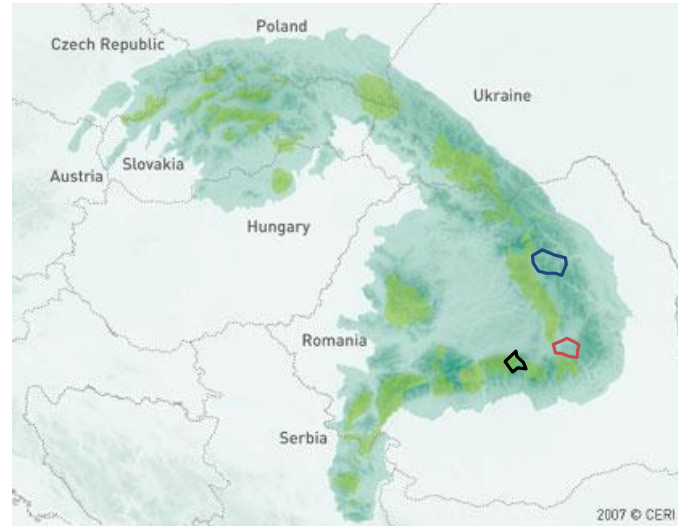 Poland
Czech Republic
Ukraine
Slovakia
Austria
Hungary
Romania
Serbia
2007 © CERI